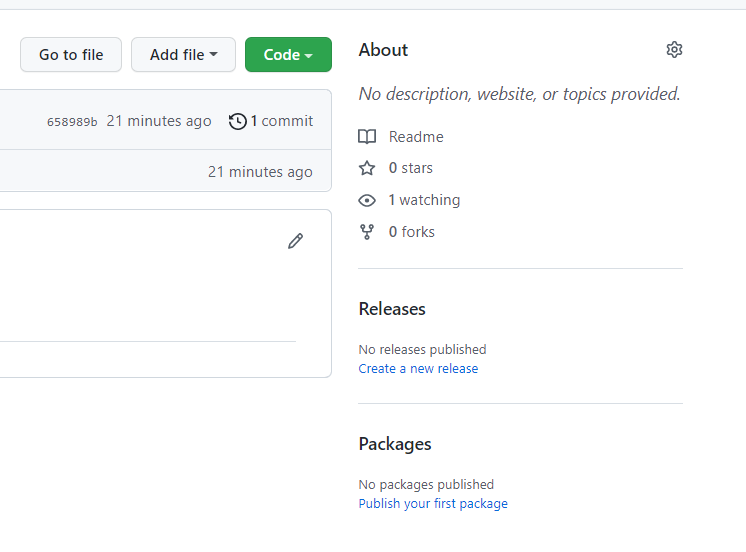 Go to file
Add file
Code
658989b 21 minutes ago 1 commit
21 minutes ago
About
No description, website, or topics provided.
Readme
0 stars
1 watching
0 forks
Releases
No releases published
Create a new release
Packages
No packages published
Publish your first package